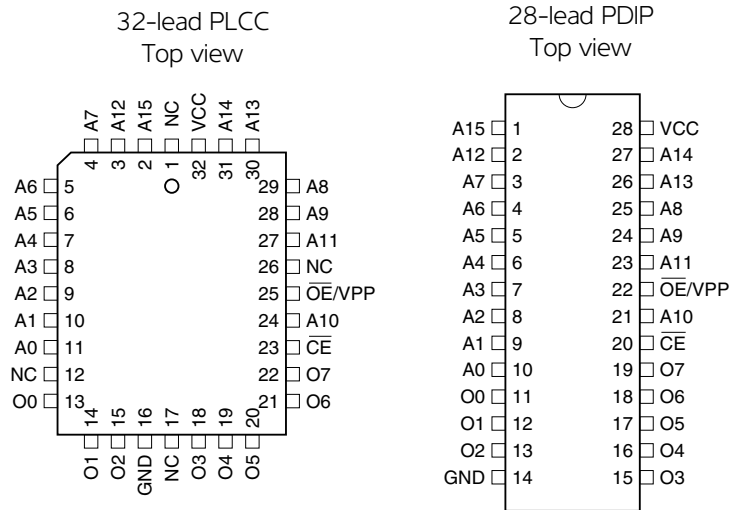 32-lead PLCC
Top view
A7 A12 A15 NC VCC A14 A13
4 3 2 1 32 31 30
A6 5 29 A8
A5 6 28 A9
A4 7 27 A11
A3 8 26 NC
A2 9 25 OE/VPP
A1 10 24 A10
A0 11 23 CE
NC 12 22 O7
O0 13 21 O6
14 15 16 17 18 19 20
O1 O2 GND NC O3 O4 O5
28-lead PDIP
Top view
A15 1 28 VCC
A12 2 27 A14
A7 3 26 A13
A6 4 25 A8
A5 5 24 A9
A4 6 23 A11
A3 7 22 OE/VPP
A2 8 21 A10
A1 9 20 CE
A0 10 19 O7
O0 11 18 O6
O1 12 17 O5
O2 13 16 O4
GND 14 15 O3